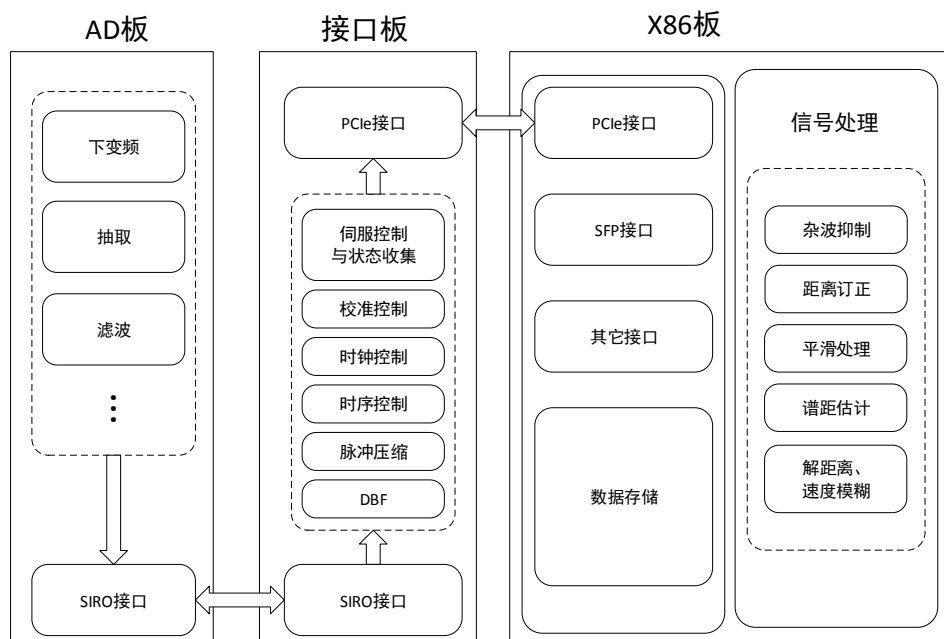 AD板
下变频
抽取
滤波
SIRO接口
接口板
PCIe接口
伺服控制
与状态收集
校准控制
时钟控制
时序控制
脉冲压缩
DBF
SIRO接口
X86板
PCIe接口
SFP接口
其它接口
数据存储
信号处理
杂波抑制
距离订正
平滑处理
谱距估计
解距离、
速度模糊